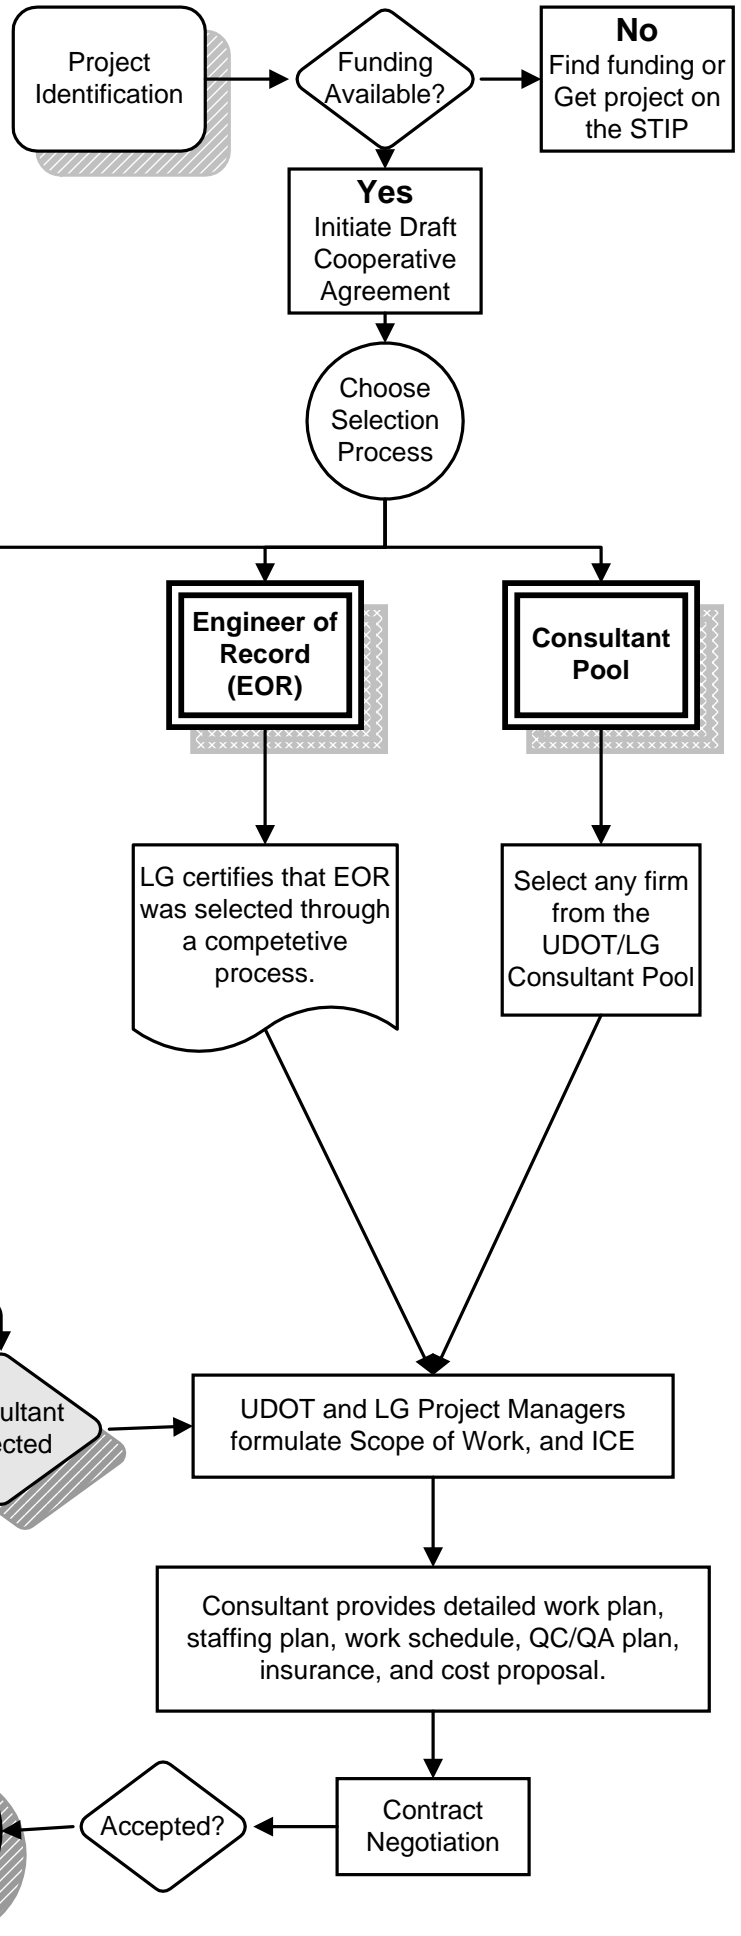 Project
Identification
Funding
Available?
No
Find funding or
Get project on
the STIP
Yes
Initiate Draft
Cooperative
Agreement
Choose
Selection
Process
Engineer of
Record
(EOR)
Consultant
Pool
LG certifies that EOR
was selected through
a competetive
process.
Select any firm
from the
UDOT/LG
Consultant Pool
ultant
ected
UDOT and LG Project Managers
formulate Scope of Work, and ICE
Consultant provides detailed work plan,
staffing plan, work schedule, QC/QA plan,
insurance, and cost proposal.
Accepted?
Contract
Negotiation